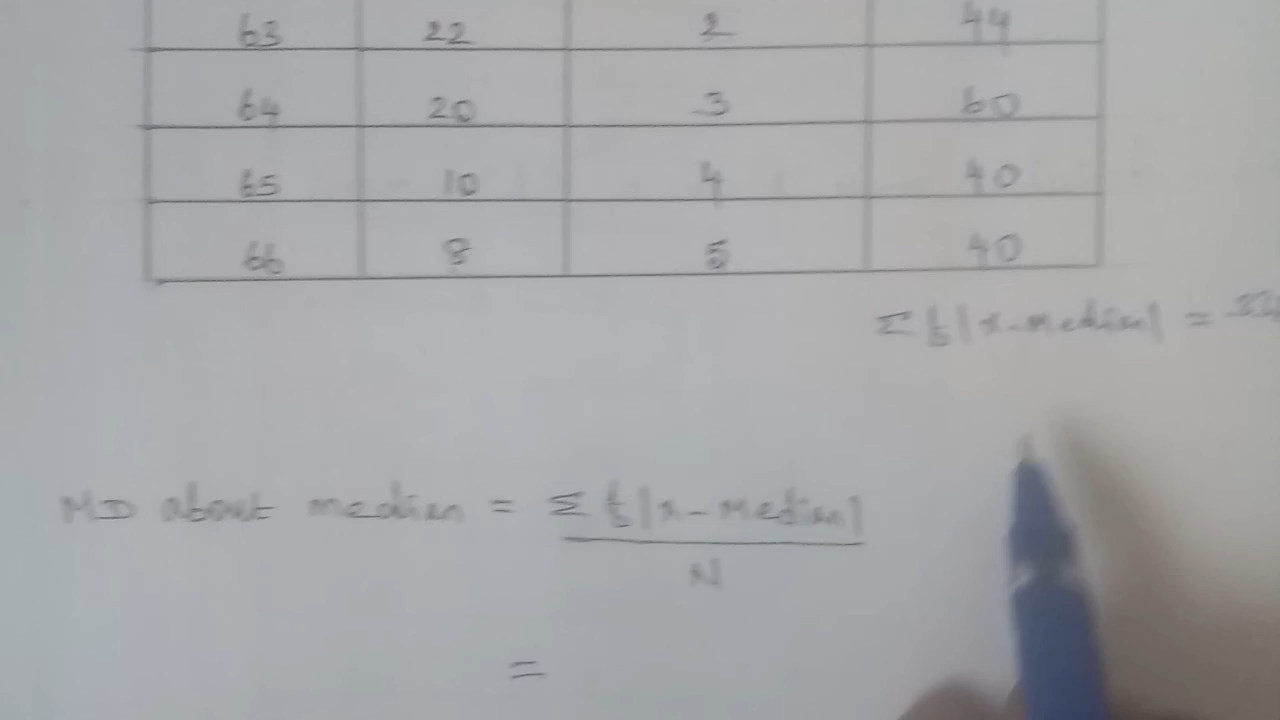 63 22 2 44
64 20 3 60
65 10 4 40
66 8 5 40
Σ f |x - median| =
MD about median = Σ f |x - median|
N
=